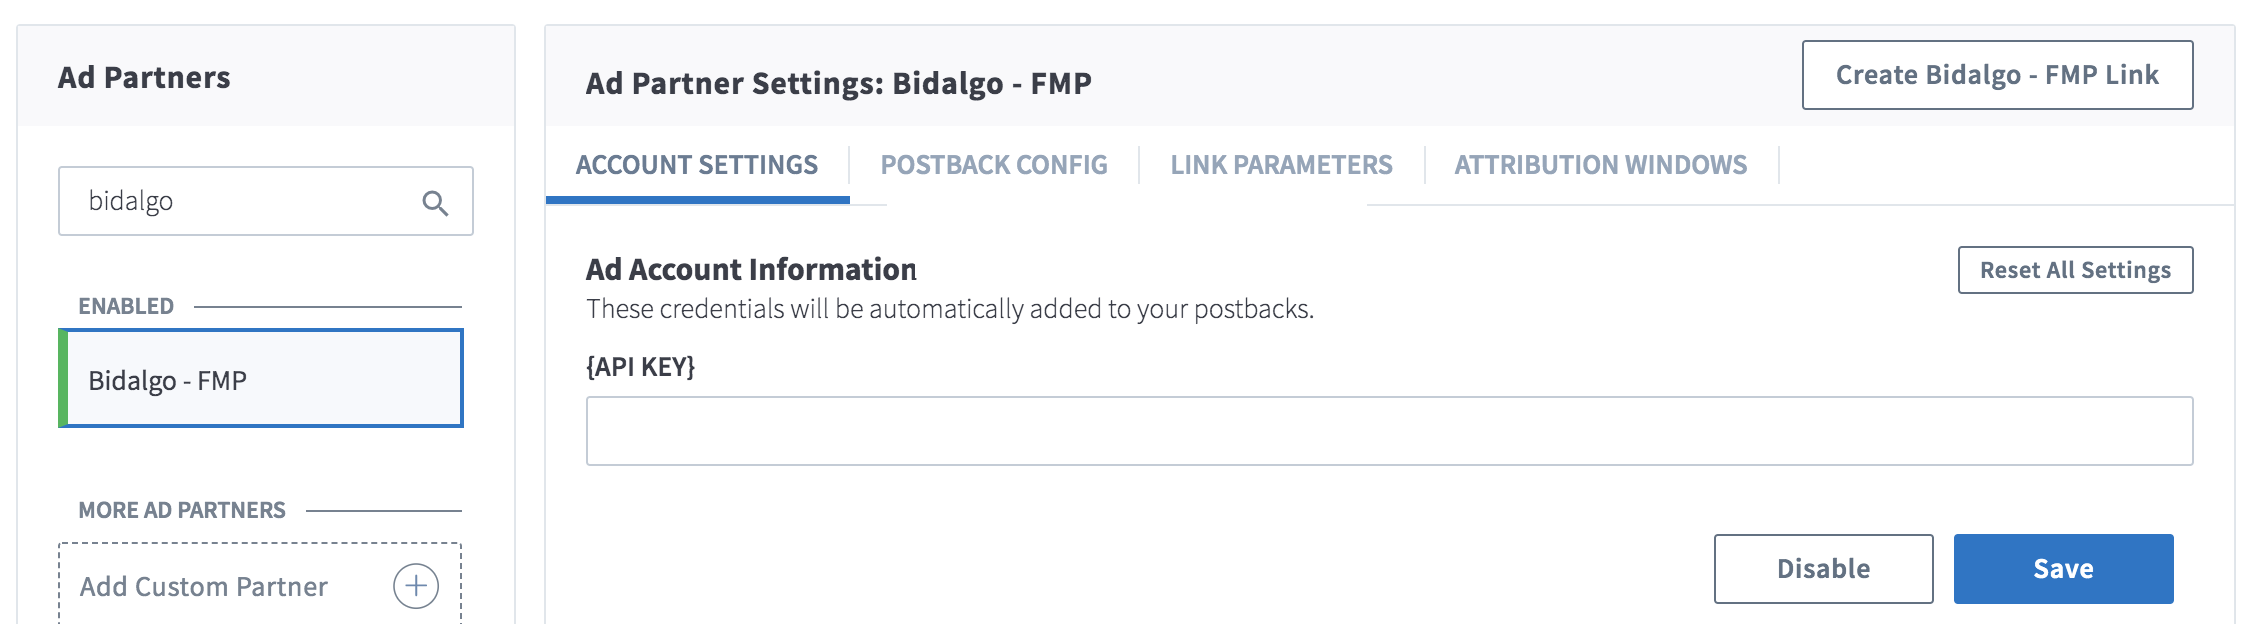 Ad Partners
bidalgo
ENABLED
Bidalgo - FMP
MORE AD PARTNERS
Add Custom Partner
Ad Partner Settings: Bidalgo - FMP
Create Bidalgo - FMP Link
ACCOUNT SETTINGS
POSTBACK CONFIG
LINK PARAMETERS
ATTRIBUTION WINDOWS
Ad Account Information
Reset All Settings
These credentials will be automatically added to your postbacks.
{API KEY}
Disable
Save